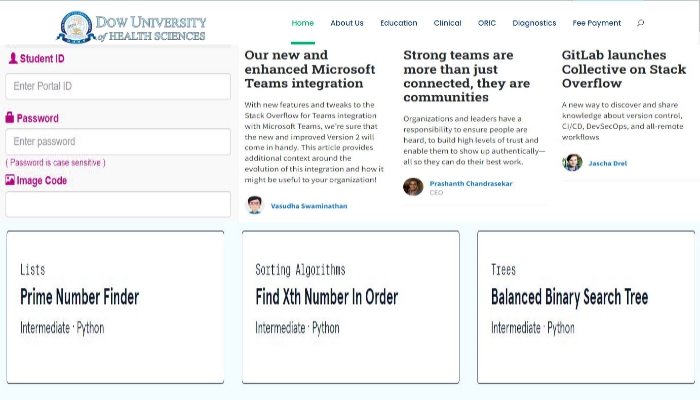 DOW UNIVERSITY
of HEALTH SCIENCES
Home About Us Education Clinical ORIC Diagnostics Fee Payment
Student ID
Enter Portal ID
Password
Enter password
( Password is case sensitive )
Image Code
Our new and
enhanced Microsoft
Teams integration
With new features and tweaks to the
Stack Overflow for Teams integration
with Microsoft Teams, we're sure that
the new and improved Version 2 will
come in handy. This article provides
additional context around the
evolution of this integration and how it
might be useful to your organization!
Vasudha Swaminathan
Strong teams are
more than just
connected, they are
communities
Organizations and leaders have a
responsibility to ensure people are
heard, to build high levels of trust and
enable them to show up authentically—
all so they can do their best work.
Prashanth Chandrasekar
CEO
GitLab launches
Collective on Stack
Overflow
A new way to discover and share
knowledge about version control,
CI/CD, DevSecOps, and all-remote
workflows
Jascha Drel
Lists
Prime Number Finder
Intermediate · Python
Sorting Algorithms
Find Xth Number In Order
Intermediate · Python
Trees
Balanced Binary Search Tree
Intermediate · Python